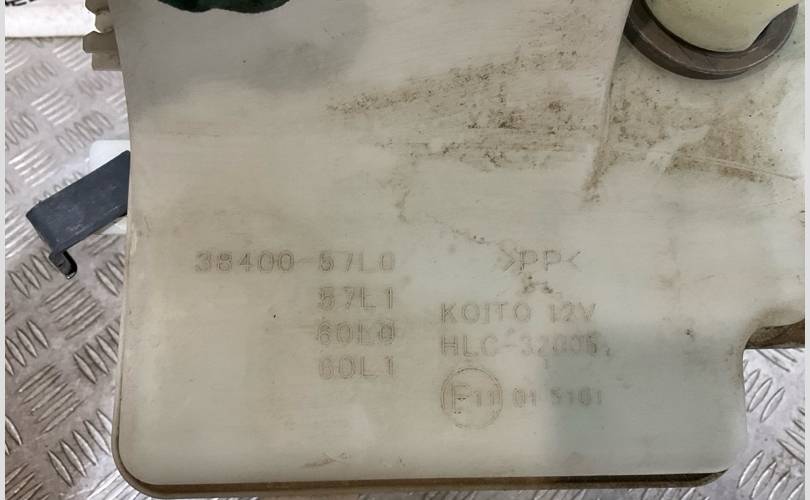 38400-57L0
57L1
60L0
60L1
>PP<
KOITO 12V
HLC-32005
E11 01 5101